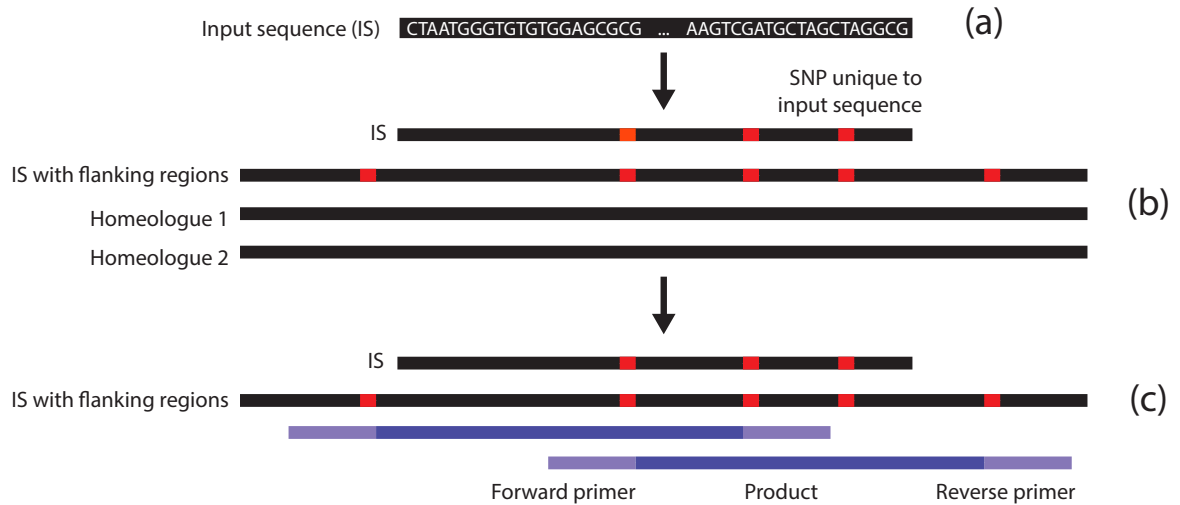 Input sequence (IS) CTAATGGGTGTGTGGAGCGCG ... AAGTCGATGCTAGCTAGGCG (a)
SNP unique to
input sequence
IS
IS with flanking regions
(b)
Homeologue 1
Homeologue 2
IS
IS with flanking regions (c)
Forward primer Product Reverse primer